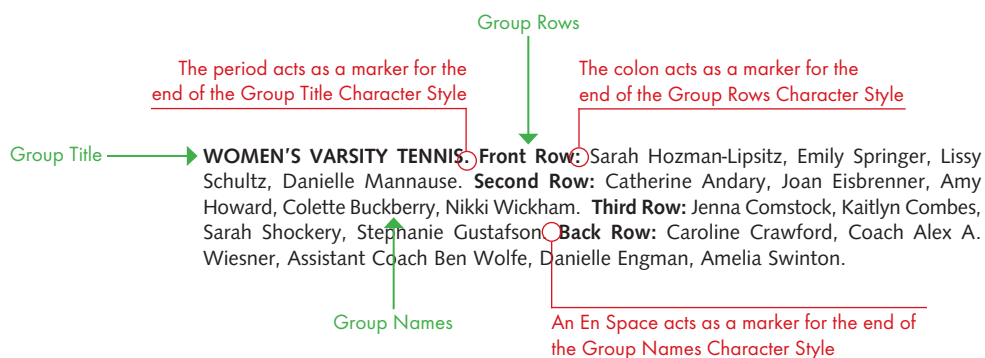 Group Rows
The period acts as a marker for the
end of the Group Title Character Style
The colon acts as a marker for the
end of the Group Rows Character Style
Group Title
WOMEN'S VARSITY TENNIS. Front Row: Sarah Hozman-Lipsitz, Emily Springer, Lissy
Schultz, Danielle Mannause. Second Row: Catherine Andary, Joan Eisbrenner, Amy
Howard, Colette Buckberry, Nikki Wickham. Third Row: Jenna Comstock, Kaitlyn Combes,
Sarah Shockery, Stephanie Gustafson. Back Row: Caroline Crawford, Coach Alex A.
Wiesner, Assistant Coach Ben Wolfe, Danielle Engman, Amelia Swinton.
Group Names
An En Space acts as a marker for the end of
the Group Names Character Style